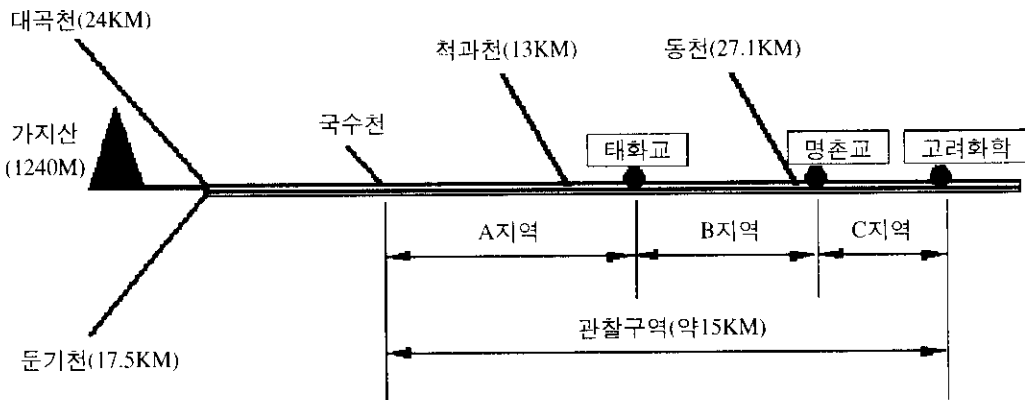 대곡천(24KM)
척과천(13KM)
동천(27.1KM)
가지산
(1240M)
국수천
태화교
명촌교
고려화학
A지역
B지역
C지역
관찰구역(약15KM)
둔기천(17.5KM)